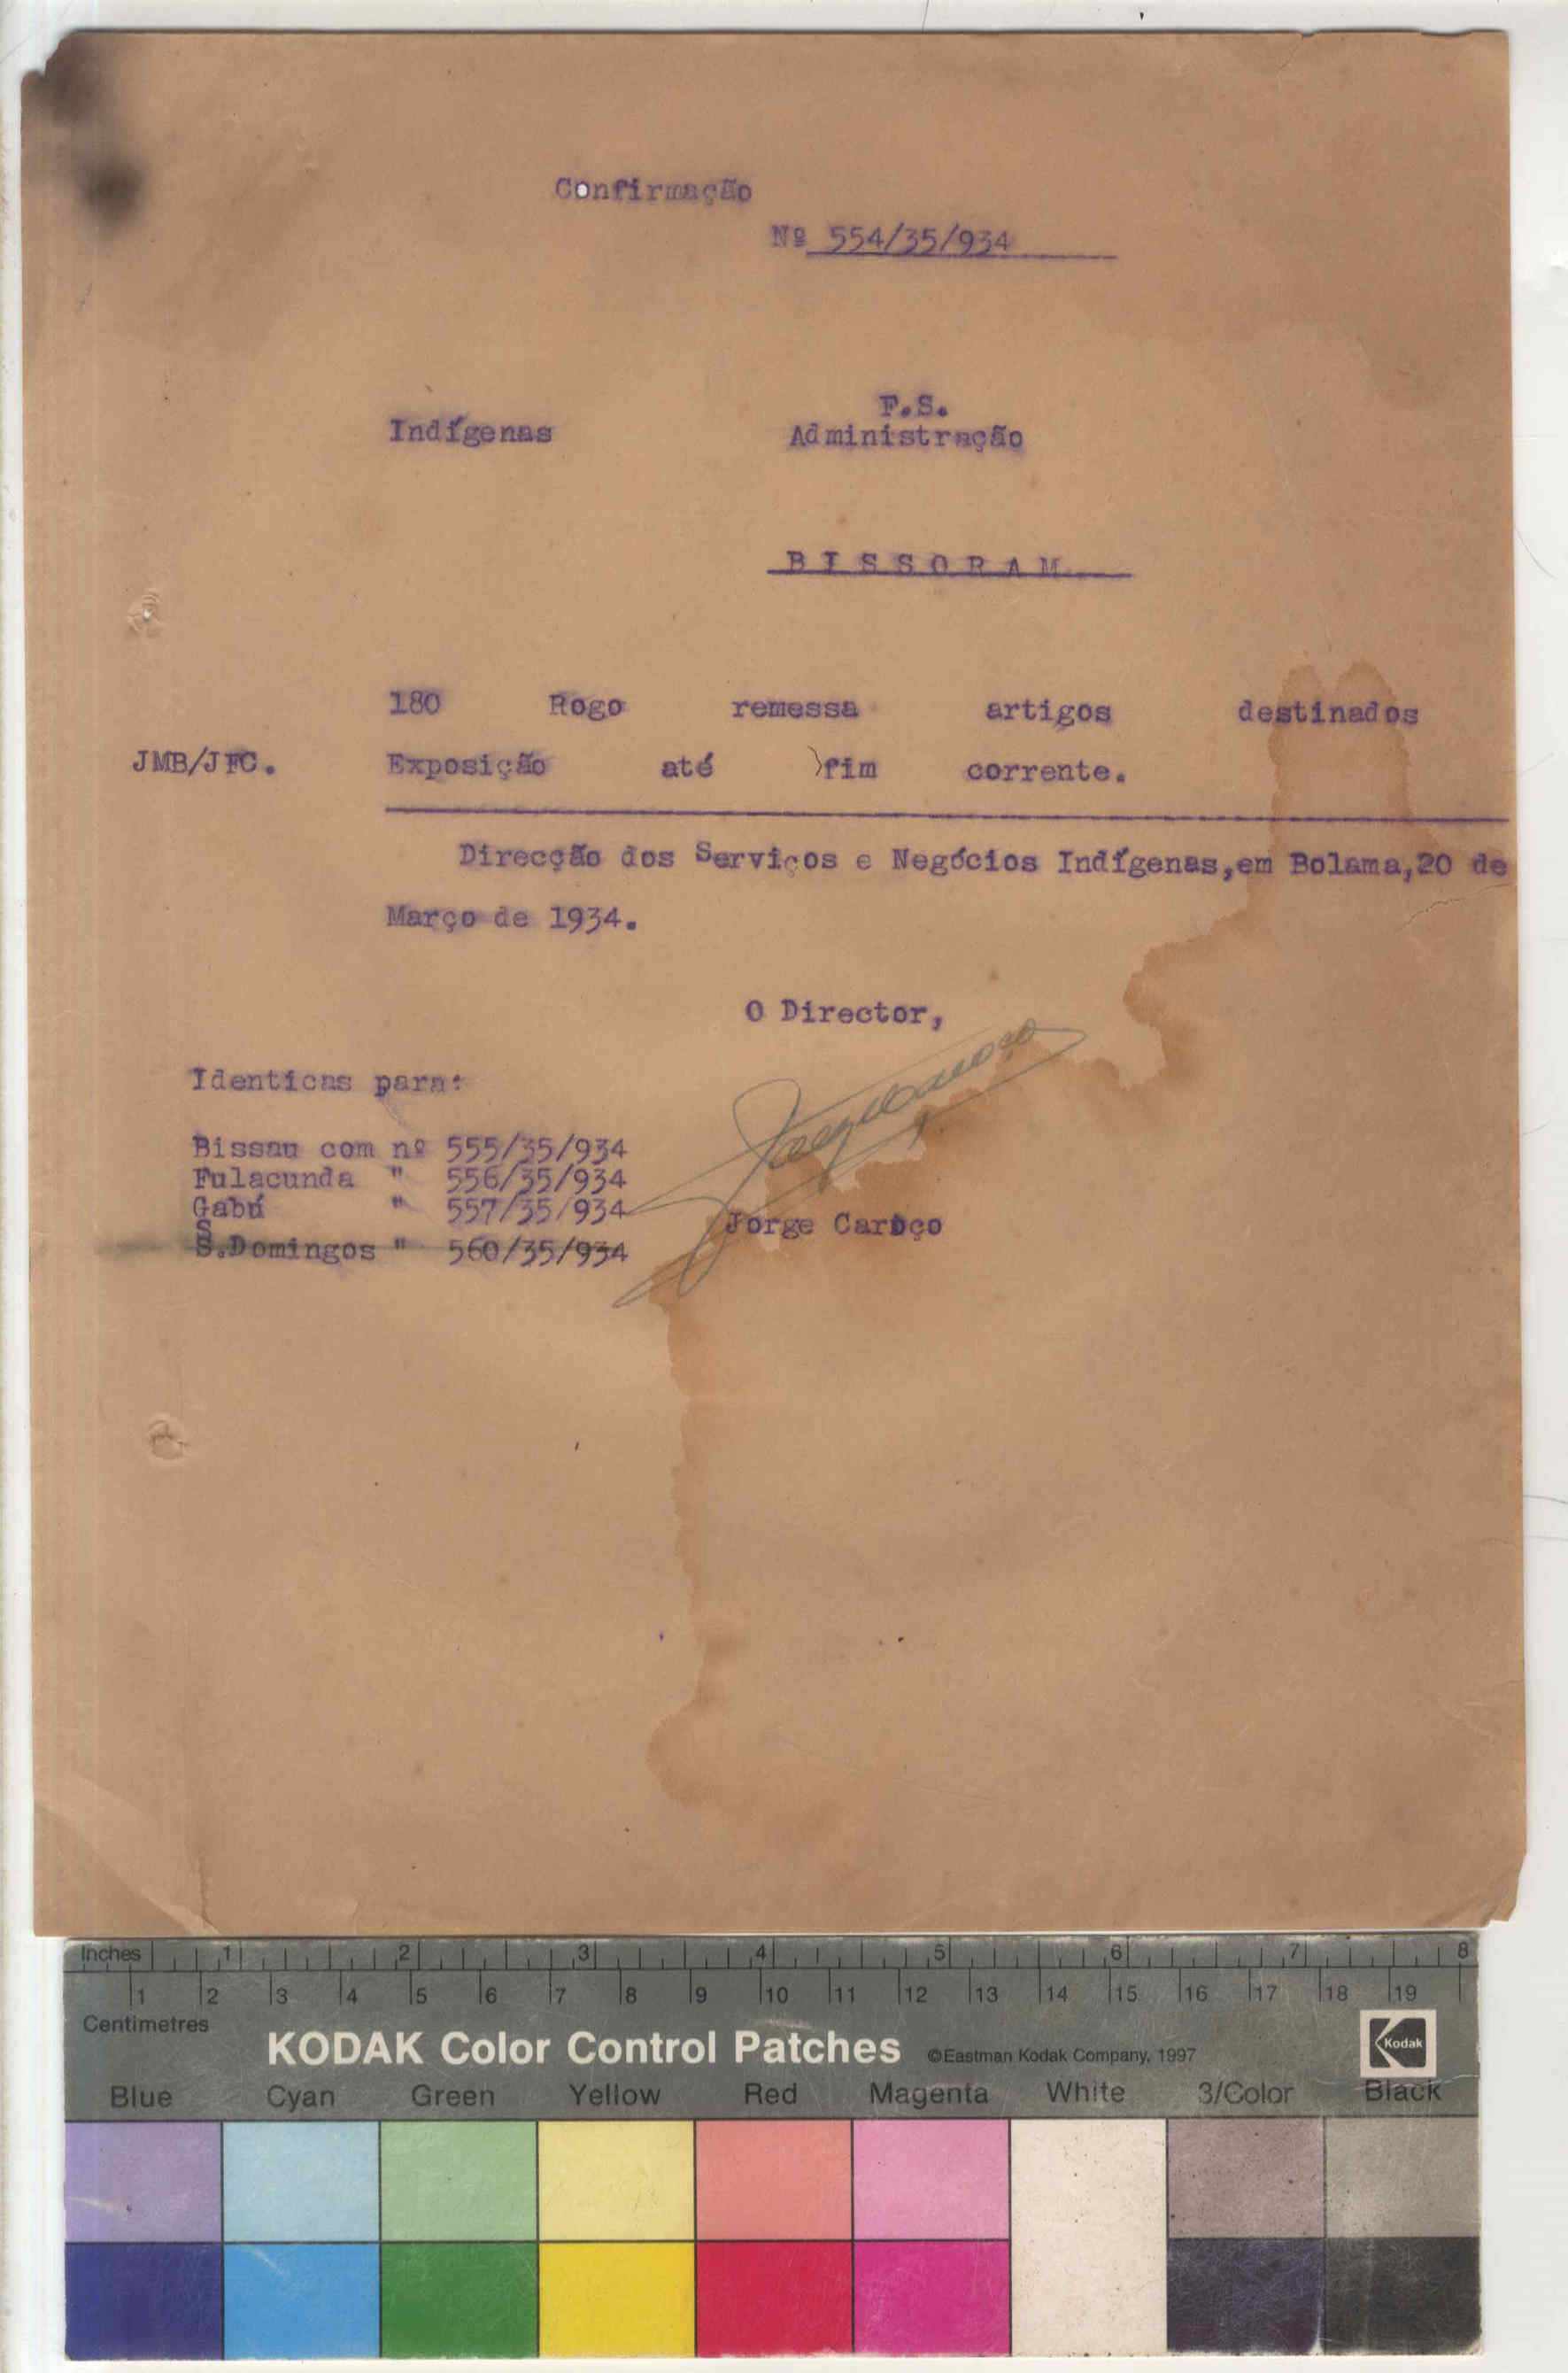 Confirmação
Nº 554/35/934
F.S.
Indígenas Administração
BISSORAM
180 Rogo remessa artigos destinados
JMB/JFC. Exposição até fim corrente.
Direcção dos Serviços e Negócios Indígenas,em Bolama,20 de
Março de 1934.
O Director,
Identicas para:
Bissau com nº 555/35/934
Fulacunda " 556/35/934
Gabú " 557/35/934
Jorge Caroço
S.Domingos " 560/35/934
Inches 1 2 3 4 5 6 7 8
1 2 3 4 5 6 7 8 9 10 11 12 13 14 15 16 17 18 19
Centimetres
KODAK Color Control Patches ©Eastman Kodak Company, 1997 Kodak
Blue Cyan Green Yellow Red Magenta White 3/Color Black